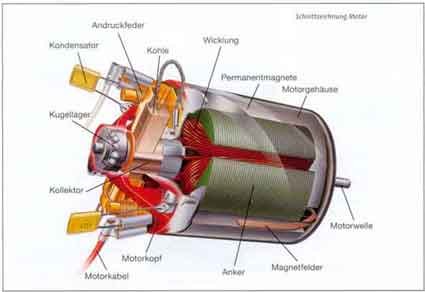 Schnittzeichnung Motor
Andruckfeder
Kondensator
Kohle
Wicklung
Permanentmagnete
Motorgehäuse
Kugellager
Kollektor
Motorwelle
Motorkopf
Anker
Magnetfelder
Motorkabel